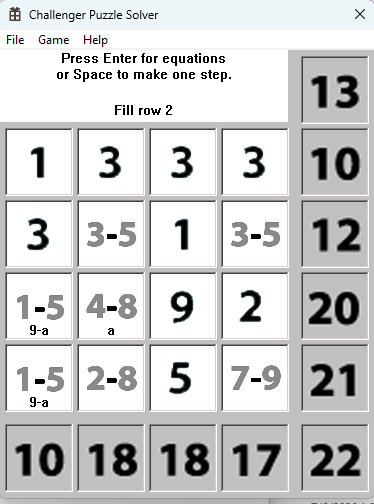 Challenger Puzzle Solver
File Game Help
Press Enter for equations
or Space to make one step.
Fill row 2
13
1 3 3 3 10
3 3-5 1 3-5 12
1-5 4-8 9 2 20
9-a a
1-5 2-8 5 7-9 21
9-a
10 18 18 17 22